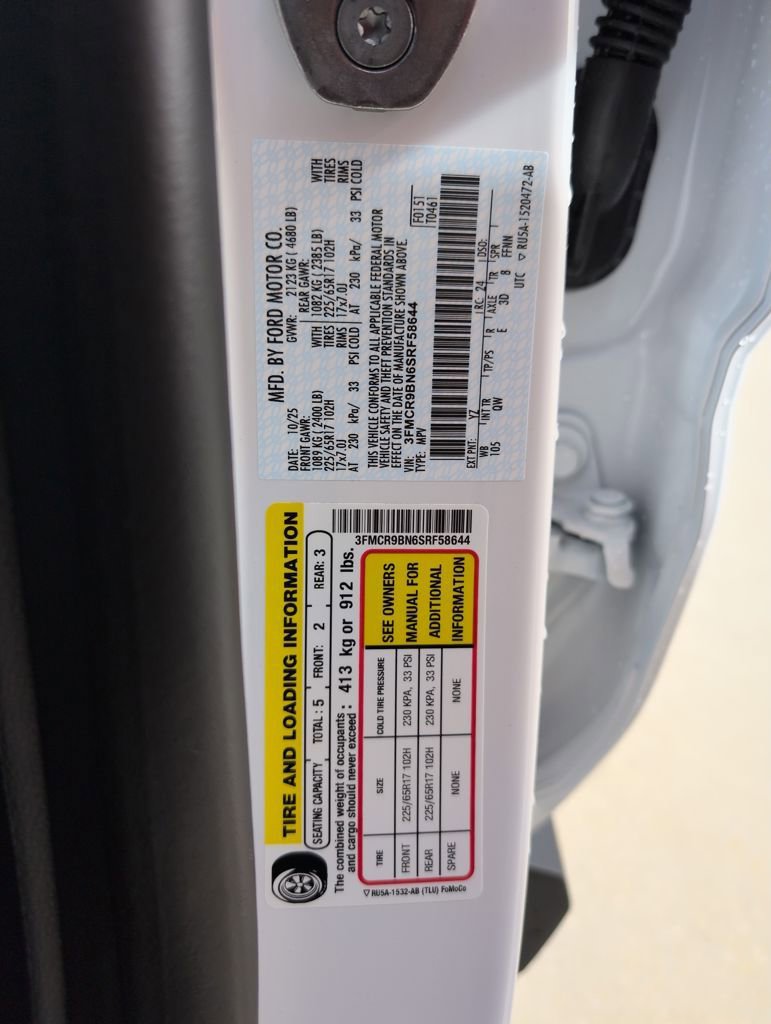 MFD. BY FORD MOTOR CO.
DATE: 10/25 GVWR: 2123 KG ( 4680 LB)
FRONT GAWR: REAR GAWR:
1089 KG ( 2400 LB) WITH 1082 KG ( 2385 LB) WITH
225/65R17 102H TIRES 225/65R17 102H TIRES
17x7.0J RIMS 17x7.0J RIMS
AT 230 kPa/ 33 PSI COLD AT 230 kPa/ 33 PSI COLD
THIS VEHICLE CONFORMS TO ALL APPLICABLE FEDERAL MOTOR
VEHICLE SAFETY AND THEFT PREVENTION STANDARDS IN
EFFECT ON THE DATE OF MANUFACTURE SHOWN ABOVE.
VIN: 3FMCR9BN6SRF58644
TYPE: MPV
F0151
T0461
EXT PNT: YZ RC: 24 DSO:
WB INT TR TP/PS R AXLE TR SPR
105 QW E 3D 8 FFNN
UTC ▽ RU5A-1520472-AB
TIRE AND LOADING INFORMATION
SEATING CAPACITY TOTAL : 5 FRONT: 2 REAR: 3
The combined weight of occupants
and cargo should never exceed : 413 kg or 912 lbs.
3FMCR9BN6SRF58644
TIRE SIZE COLD TIRE PRESSURE
FRONT 225/65R17 102H 230 KPA, 33 PSI
REAR 225/65R17 102H 230 KPA, 33 PSI
SPARE NONE NONE
SEE OWNERS
MANUAL FOR
ADDITIONAL
INFORMATION
▽ RU5A-1532-AB (TLU) FoMoCo